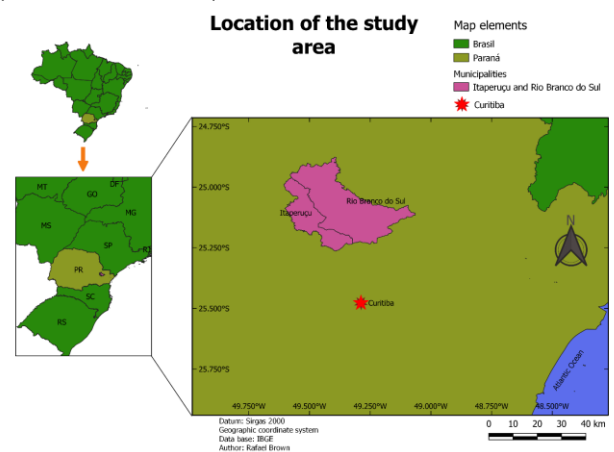 Location of the study
area
Map elements
Brasil
Paraná
Municipalities
Itaperuçu and Rio Branco do Sul
Curitiba
24.750°S
25.000°S
25.250°S
25.500°S
25.750°S
Rio Branco do Sul
Itaperuçu
Curitiba
N
Atlantic Ocean
49.750°W
49.500°W
49.250°W
49.000°W
48.750°W
48.500°W
MT
GO
DF
MG
MS
SP
RJ
PR
SC
RS
Datum: Sirgas 2000
Geographic coordinate system
Data base: IBGE
Author: Rafael Brown
0 10 20 30 40 km